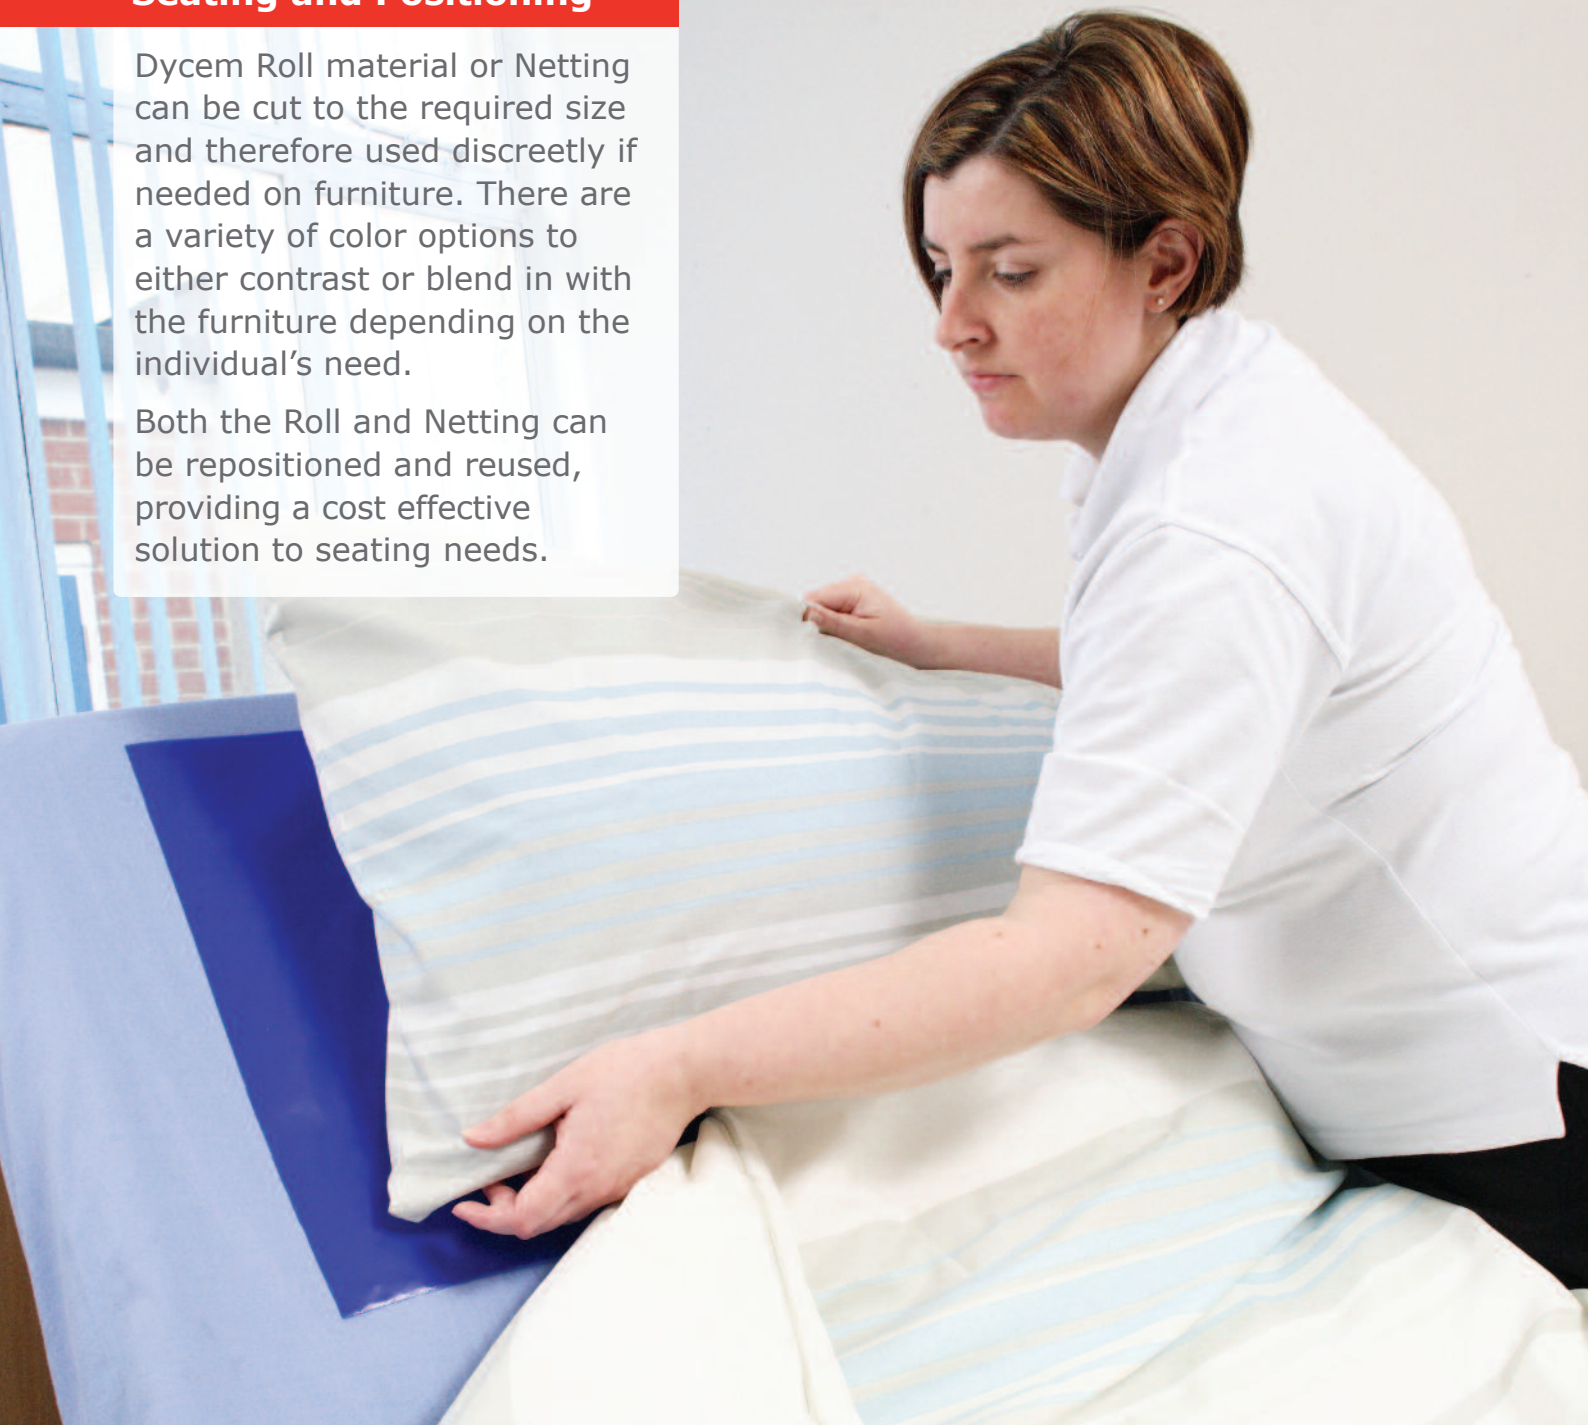 Seating and Positioning
Dycem Roll material or Netting
can be cut to the required size
and therefore used discreetly if
needed on furniture. There are
a variety of color options to
either contrast or blend in with
the furniture depending on the
individual’s need.
Both the Roll and Netting can
be repositioned and reused,
providing a cost effective
solution to seating needs.